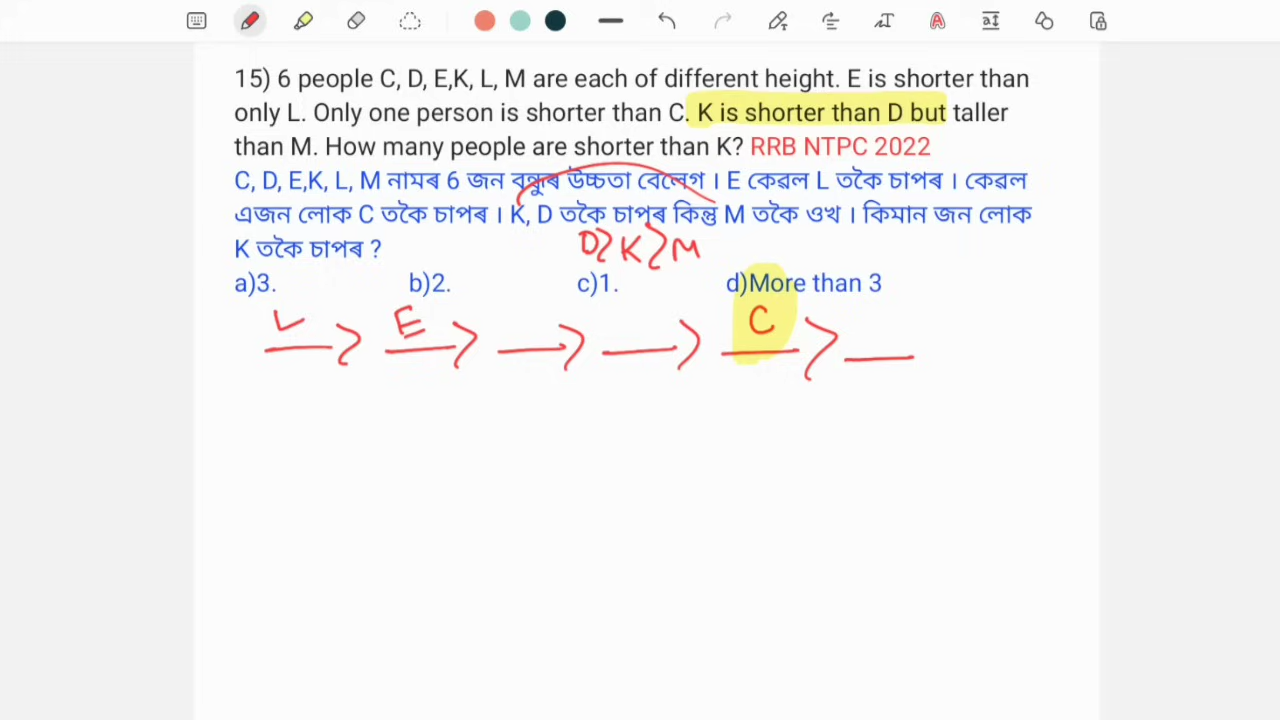 15) 6 people C, D, E,K, L, M are each of different height. E is shorter than
only L. Only one person is shorter than C. K is shorter than D but taller
than M. How many people are shorter than K? RRB NTPC 2022
C, D, E,K, L, M নামৰ 6 জন বন্ধুৰ উচ্চতা বেলেগ । E কেৱল L তকৈ চাপৰ । কেৱল
এজন লোক C তকৈ চাপৰ । K, D তকৈ চাপৰ কিন্তু M তকৈ ওখ । কিমান জন লোক
K তকৈ চাপৰ ?
D>K>M
a)3. b)2. c)1. d)More than 3
L > E > __ > __ > C > __